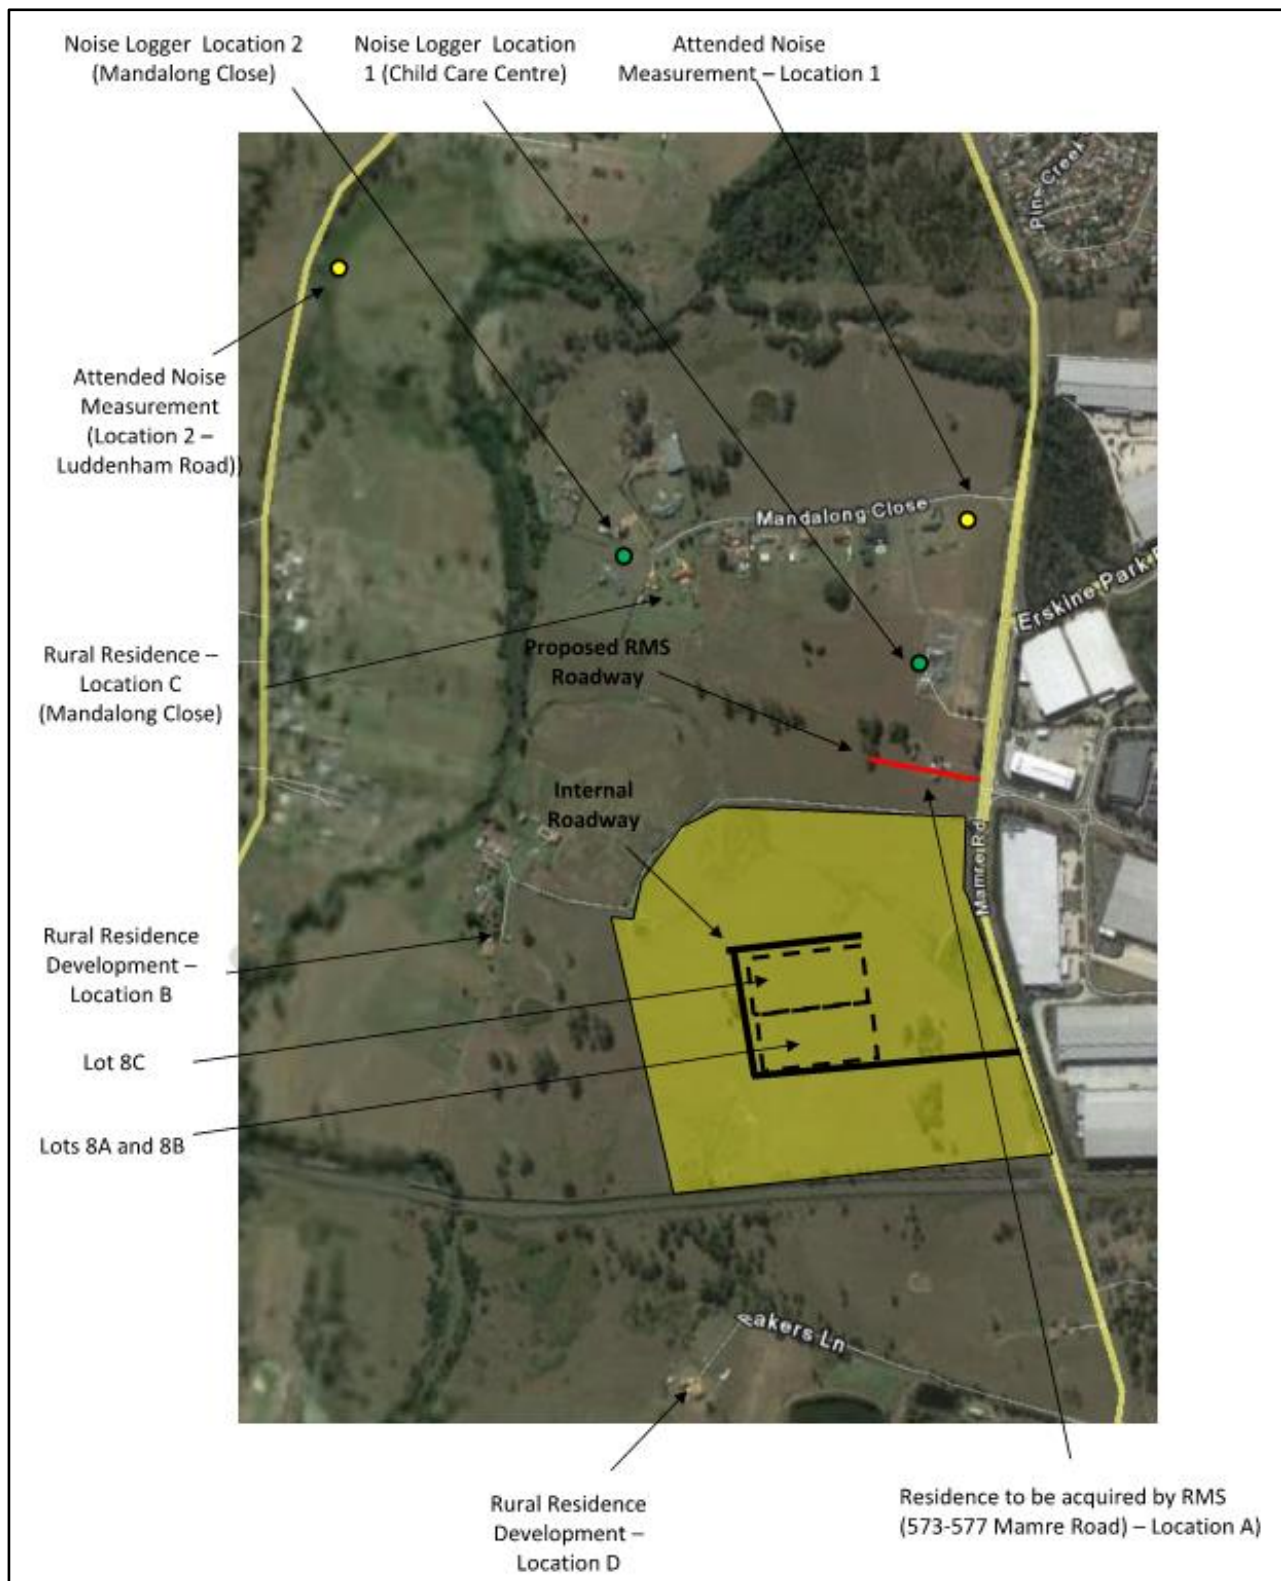 Noise Logger Location 2
(Mandalong Close)
Noise Logger Location
1 (Child Care Centre)
Attended Noise
Measurement – Location 1
Pine Creek
Attended Noise
Measurement
(Location 2 –
Luddenham Road))
Mandalong Close
Erskine Park
Rural Residence –
Location C
(Mandalong Close)
Proposed RMS
Roadway
Internal
Roadway
Mamre Rd
Rural Residence
Development –
Location B
Lot 8C
Lots 8A and 8B
akers Ln
Rural Residence
Development –
Location D
Residence to be acquired by RMS
(573-577 Mamre Road) – Location A)